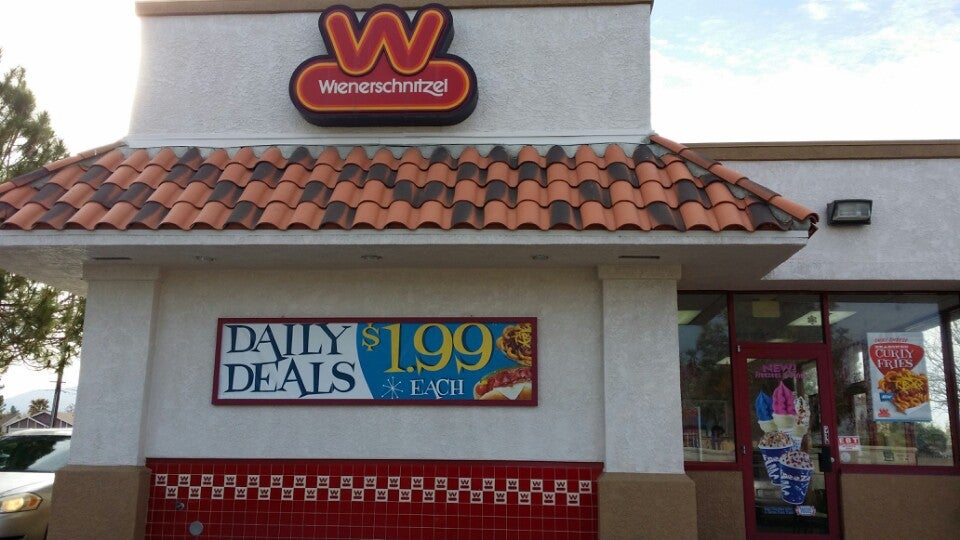 W
Wienerschnitzel
DAILY
DEALS
$1.99
EACH
NEW!
CURLY
FRIES